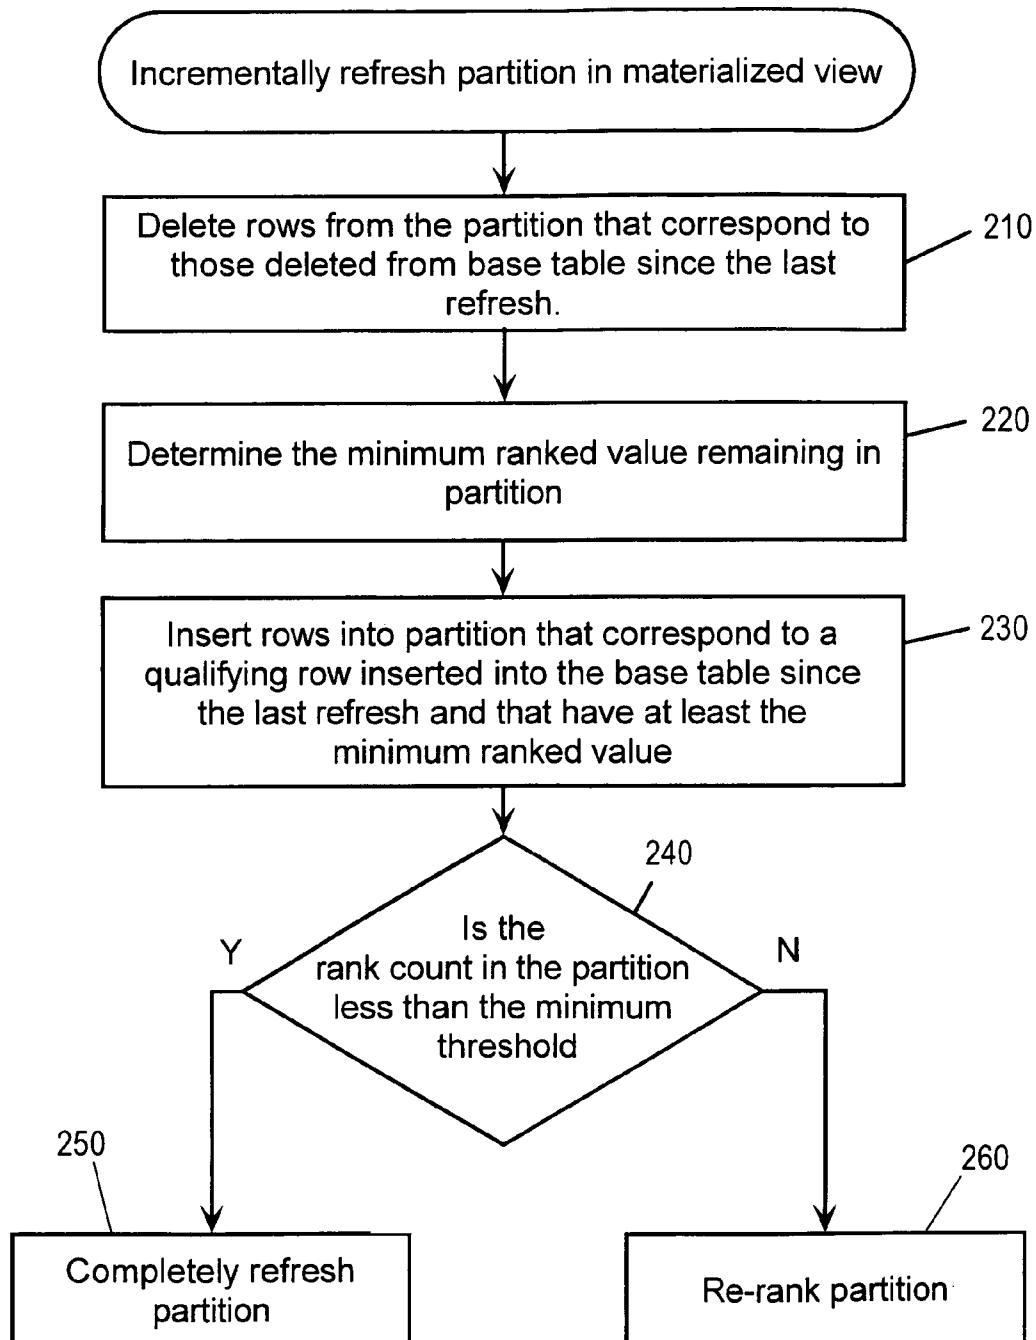 Incrementally refresh partition in materialized view
Delete rows from the partition that correspond to
those deleted from base table since the last
refresh.
210
Determine the minimum ranked value remaining in
partition
220
Insert rows into partition that correspond to a
qualifying row inserted into the base table since
the last refresh and that have at least the
minimum ranked value
230
240
Is the
rank count in the partition
less than the minimum
threshold
Y
N
250
Completely refresh
partition
260
Re-rank partition